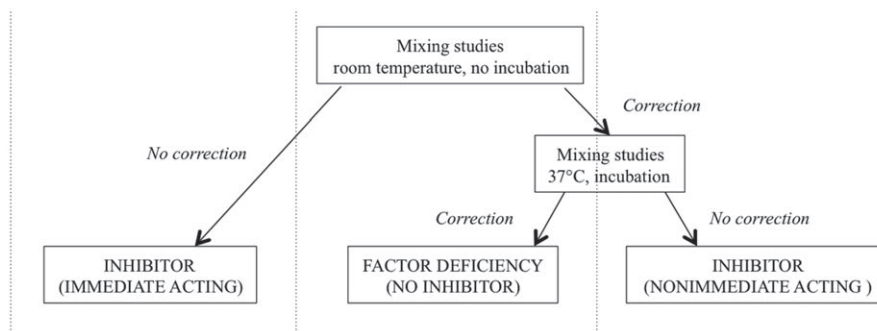 Mixing studies
room temperature, no incubation
Correction
No correction
Mixing studies
37°C, incubation
Correction
No correction
INHIBITOR
(IMMEDIATE ACTING)
FACTOR DEFICIENCY
(NO INHIBITOR)
INHIBITOR
(NONIMMEDIATE ACTING )